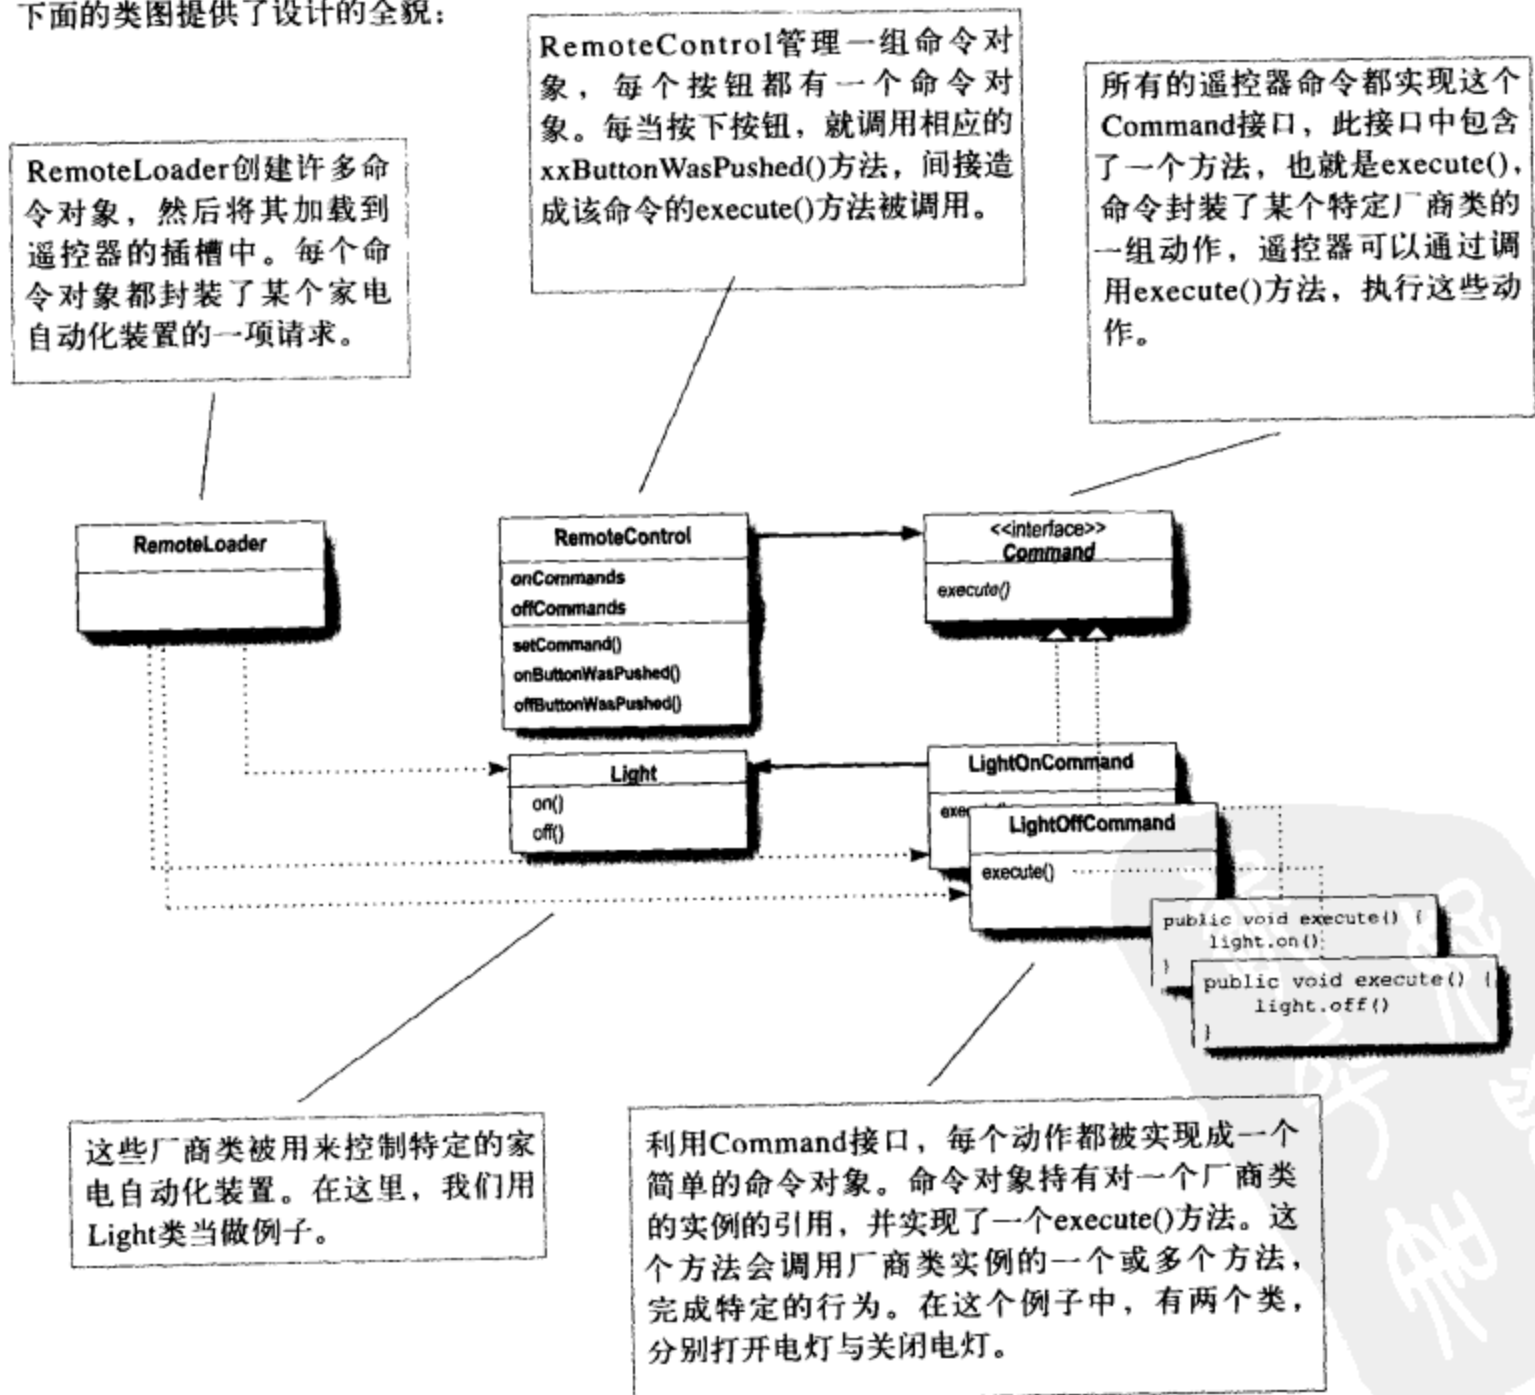 下面的类图提供了设计的全貌：
RemoteControl管理一组命令对
象，每个按钮都有一个命令对
象。每当按下按钮，就调用相应的
xxButtonWasPushed()方法，间接造
成该命令的execute()方法被调用。
所有的遥控器命令都实现这个
Command接口，此接口中包含
了一个方法，也就是execute()，
命令封装了某个特定厂商类的
一组动作，遥控器可以通过调
用execute()方法，执行这些动
作。
RemoteLoader创建许多命
令对象，然后将其加载到
遥控器的插槽中。每个命
令对象都封装了某个家电
自动化装置的一项请求。
RemoteLoader
RemoteControl
onCommands
offCommands
setCommand()
onButtonWasPushed()
offButtonWasPushed()
<<interface>>
Command
execute()
Light
on()
off()
LightOnCommand
LightOffCommand
execute()
public void execute() {
light.on()
}
public void execute() {
light.off()
}
这些厂商类被用来控制特定的家
电自动化装置。在这里，我们用
Light类当做例子。
利用Command接口，每个动作都被实现成一个
简单的命令对象。命令对象持有对一个厂商类
的实例的引用，并实现了一个execute()方法。这
个方法会调用厂商类实例的一个或多个方法，
完成特定的行为。在这个例子中，有两个类，
分别打开电灯与关闭电灯。